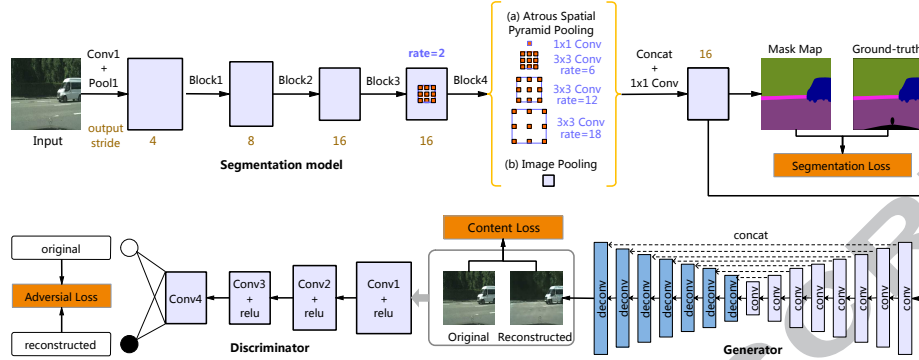 (a) Atrous Spatial
Pyramid Pooling
1x1 Conv
3x3 Conv
rate=6
3x3 Conv
rate=12
3x3 Conv
rate=18
(b) Image Pooling
Conv1
+
Pool1
Block1
Block2
Block3
rate=2
Block4
Concat
+
1x1 Conv
16
Mask Map
Ground-truth
Input
output
stride
4
8
16
16
Segmentation model
Segmentation Loss
original
Adversial Loss
reconstructed
Conv4
Conv3
+
relu
Conv2
+
relu
Conv1
+
relu
Discriminator
Content Loss
Original
Reconstructed
concat
deconv
deconv
deconv
deconv
deconv
deconv
deconv
conv
conv
conv
conv
conv
conv
conv
conv
Generator